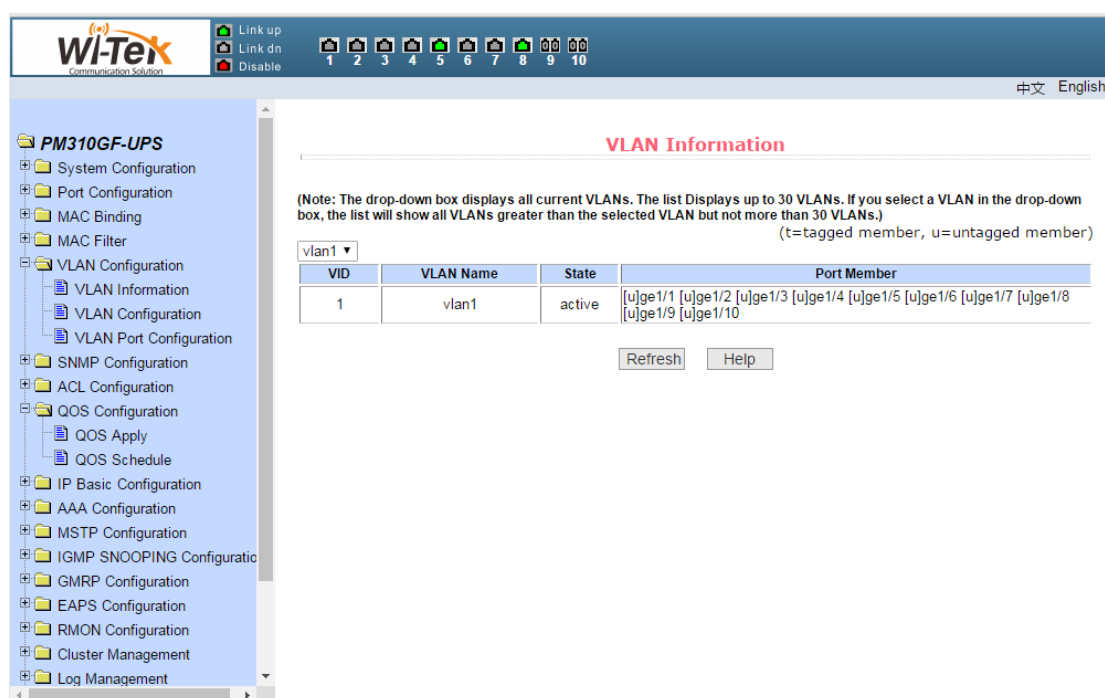 WI-TEK
Communication Solution
Link up
Link dn
Disable
1 2 3 4 5 6 7 8 9 10
中文 English
PM310GF-UPS
System Configuration
Port Configuration
MAC Binding
MAC Filter
VLAN Configuration
VLAN Information
VLAN Configuration
VLAN Port Configuration
SNMP Configuration
ACL Configuration
QOS Configuration
QOS Apply
QOS Schedule
IP Basic Configuration
AAA Configuration
MSTP Configuration
IGMP SNOOPING Configuratio
GMRP Configuration
EAPS Configuration
RMON Configuration
Cluster Management
Log Management
VLAN Information
(Note: The drop-down box displays all current VLANs. The list Displays up to 30 VLANs. If you select a VLAN in the drop-down
box, the list will show all VLANs greater than the selected VLAN but not more than 30 VLANs.)
(t=tagged member, u=untagged member)
vlan1
VID VLAN Name State Port Member
1 vlan1 active [u]ge1/1 [u]ge1/2 [u]ge1/3 [u]ge1/4 [u]ge1/5 [u]ge1/6 [u]ge1/7 [u]ge1/8
[u]ge1/9 [u]ge1/10
Refresh Help